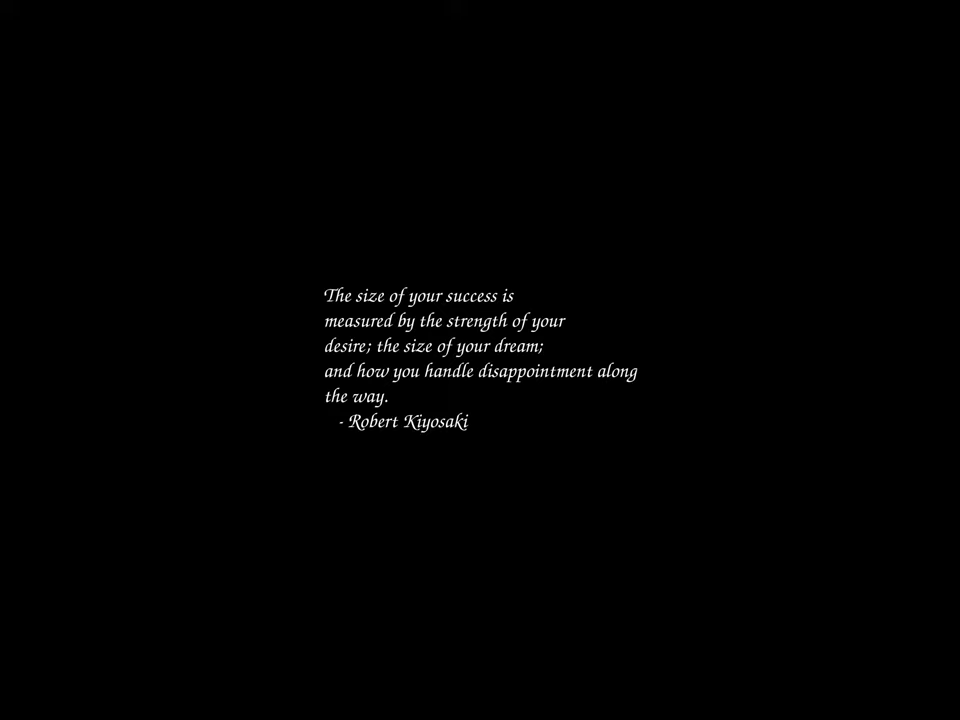 The size of your success is
measured by the strength of your
desire; the size of your dream;
and how you handle disappointment along
the way.
- Robert Kiyosaki